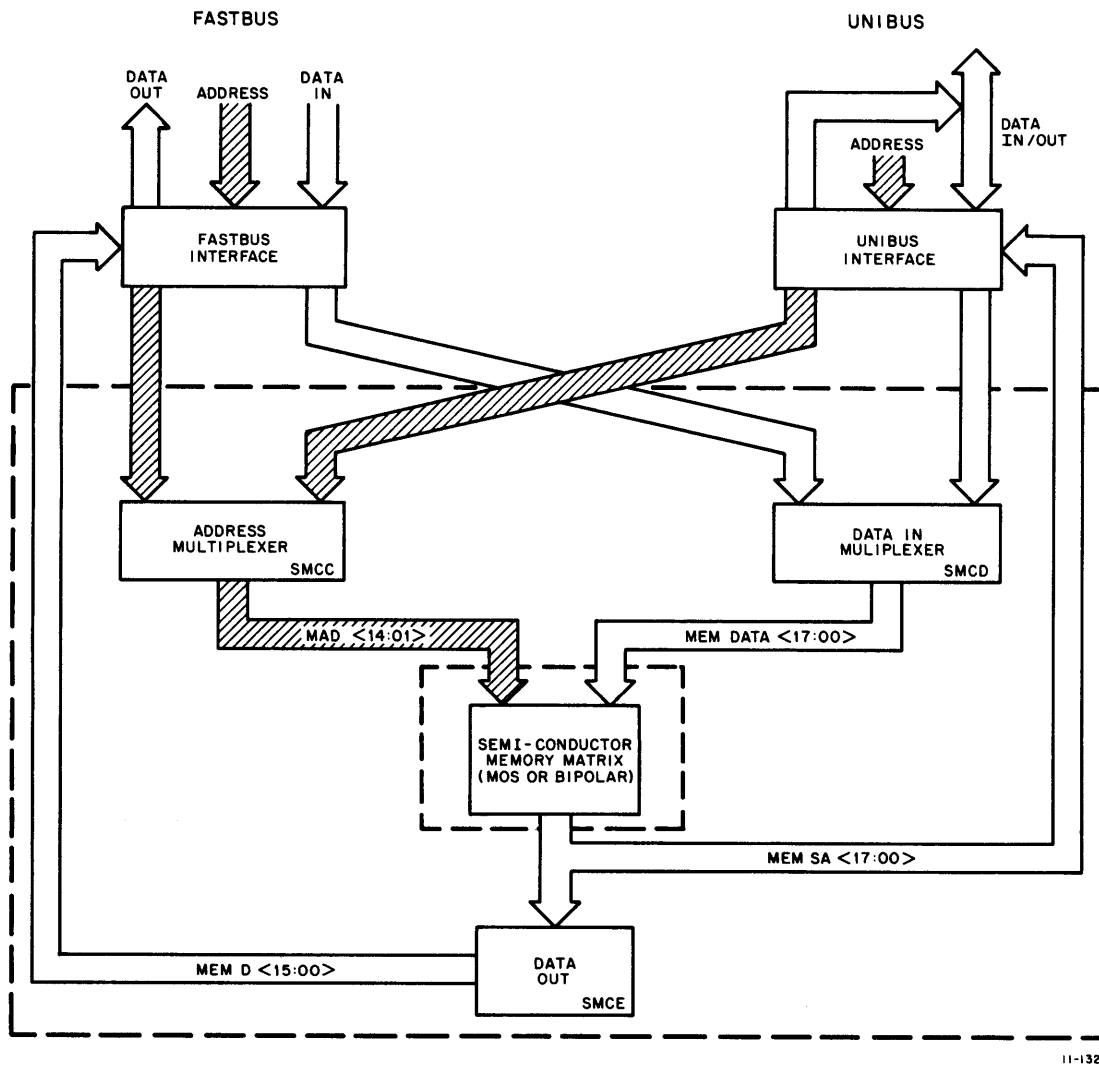 FASTBUS
UNIBUS
DATA
OUT
ADDRESS
DATA
IN
ADDRESS
DATA
IN/OUT
FASTBUS
INTERFACE
UNIBUS
INTERFACE
ADDRESS
MULTIPLEXER
SMCC
DATA IN
MULIPLEXER
SMCD
MAD <14:01>
MEM DATA <17:00>
SEMI-CONDUCTOR
MEMORY MATRIX
(MOS OR BIPOLAR)
MEM SA <17:00>
MEM D <15:00>
DATA
OUT
SMCE
11-132